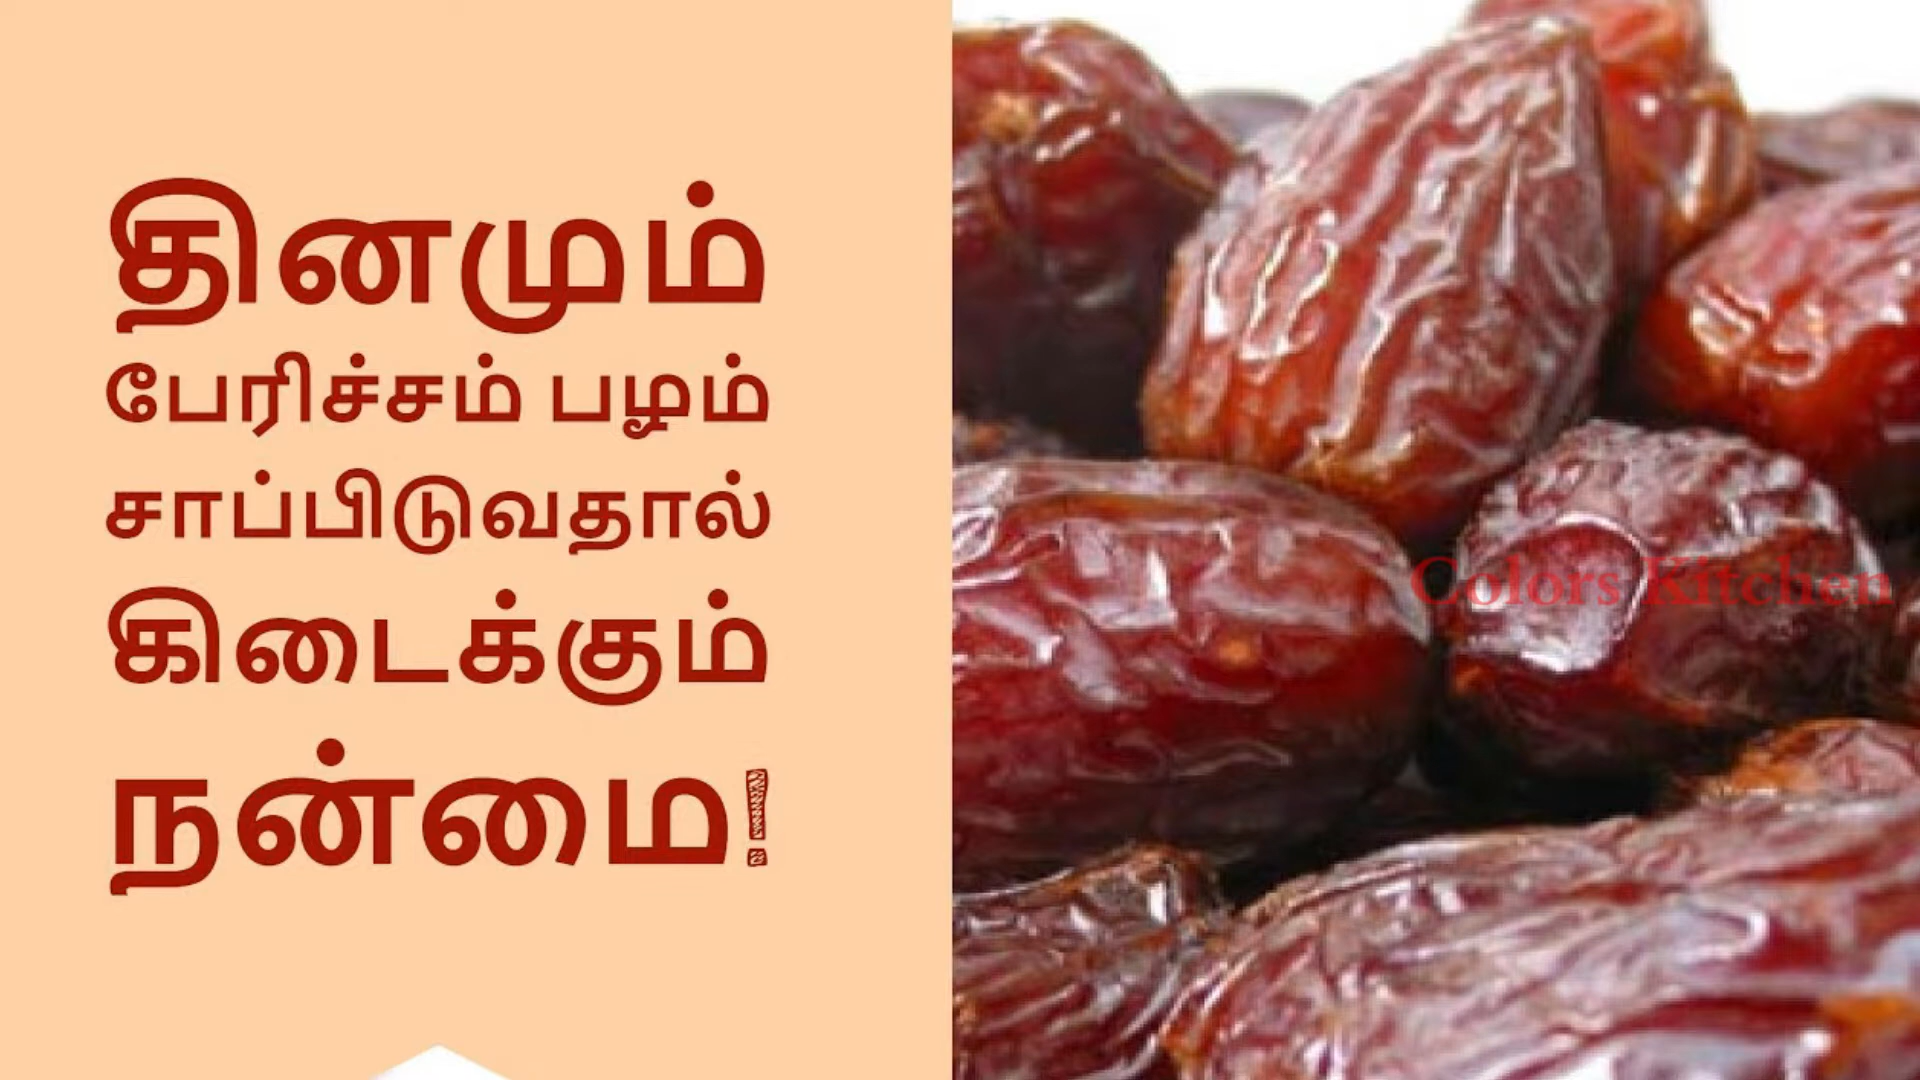 தினமும்
பேரிச்சம் பழம்
சாப்பிடுவதால்
கிடைக்கும்
நன்மை!
Colors Kitchen